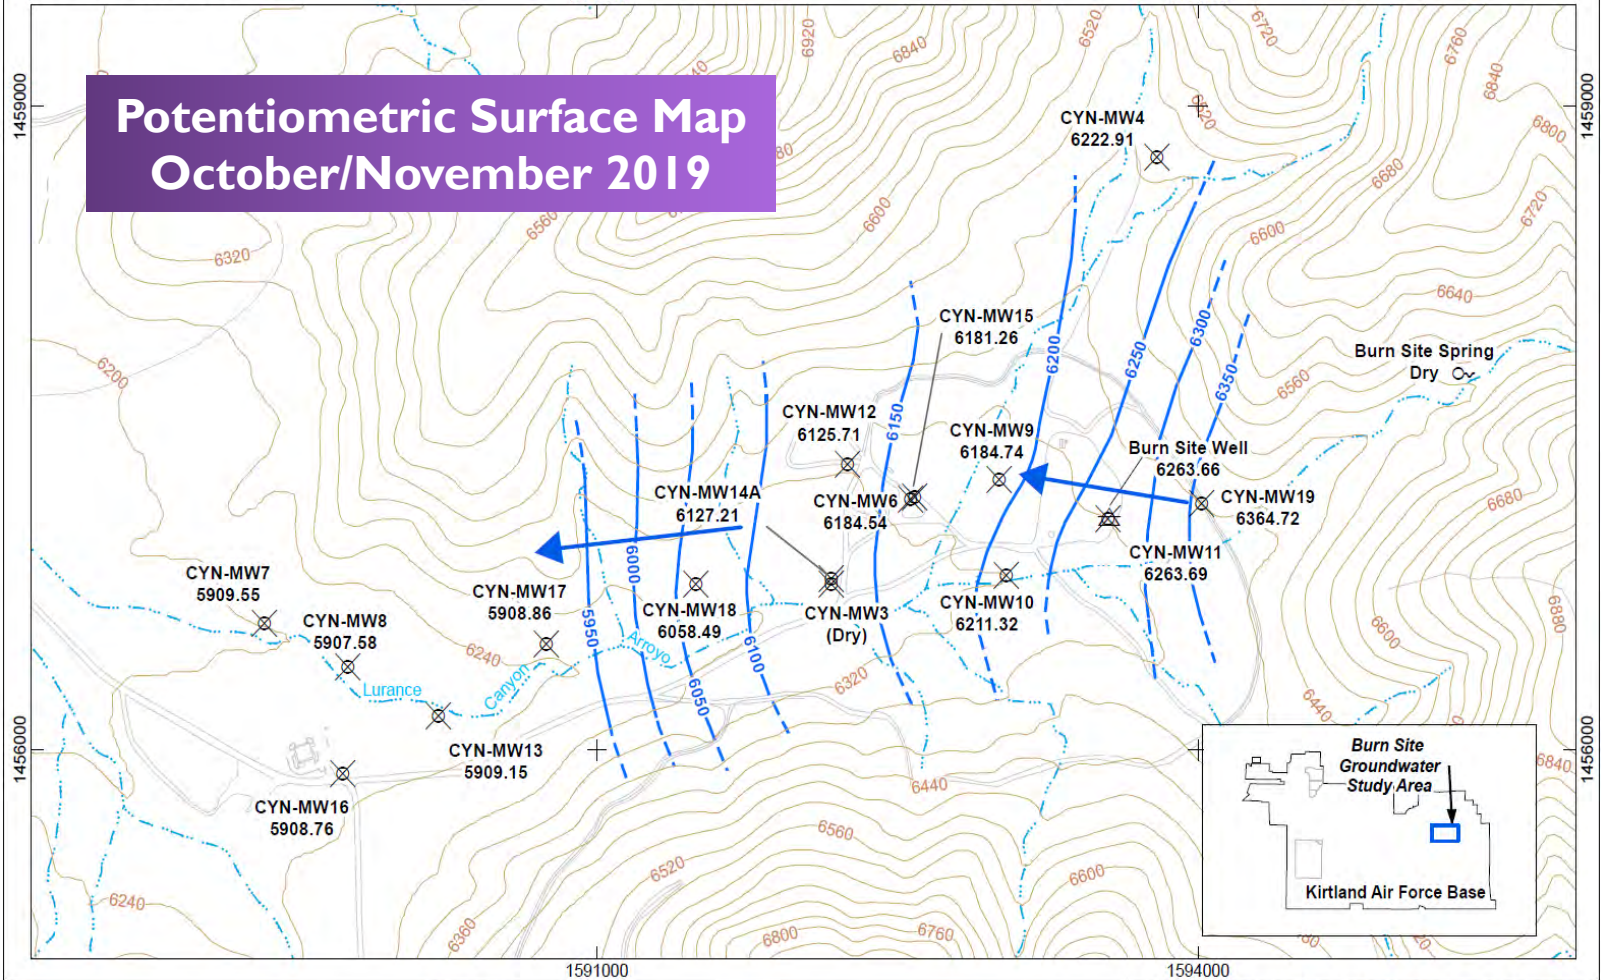 Potentiometric Surface Map
October/November 2019
6920
6840
6520
6720
6760
6840
6800
1459000
1459000
6520
CYN-MW4
6222.91
6680
6720
6560
6600
6600
6320
6640
CYN-MW15
6181.26
6300
6200
6250
6350
Burn Site Spring
Dry
6200
6560
CYN-MW12
6125.71
6150
CYN-MW9
6184.74
Burn Site Well
6263.66
CYN-MW14A
6127.21
CYN-MW6
6184.54
CYN-MW19
6364.72
6680
CYN-MW11
6263.69
6000
CYN-MW7
5909.55
CYN-MW17
5908.86
CYN-MW8
5907.58
5950
CYN-MW18
6058.49
CYN-MW3
(Dry)
CYN-MW10
6211.32
6880
6600
6240
Arroyo
6100
6320
Lurance
Canyon
6050
6440
1456000
1456000
CYN-MW13
5909.15
6440
6840
CYN-MW16
5908.76
Burn Site
Groundwater
Study Area
6560
6520
6600
6240
Kirtland Air Force Base
6360
6800
6760
1591000
1594000